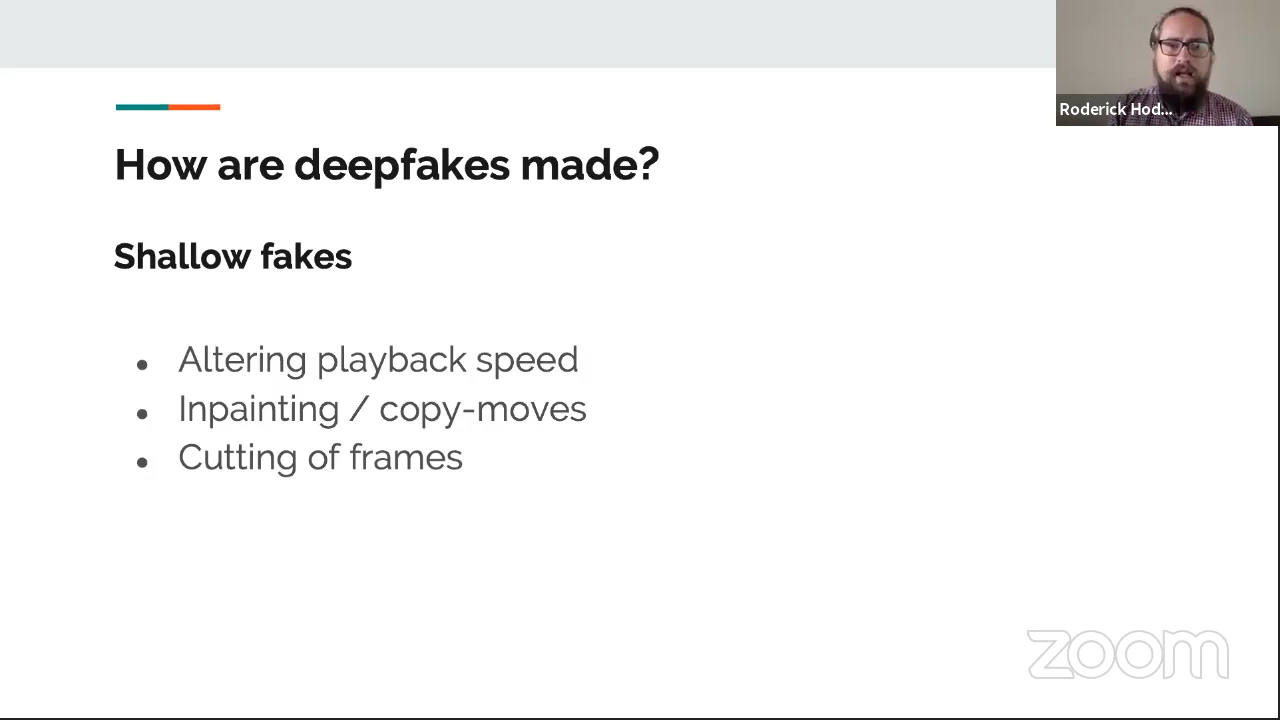 Roderick Hod...
How are deepfakes made?
Shallow fakes
● Altering playback speed
● Inpainting / copy-moves
● Cutting of frames
zoom